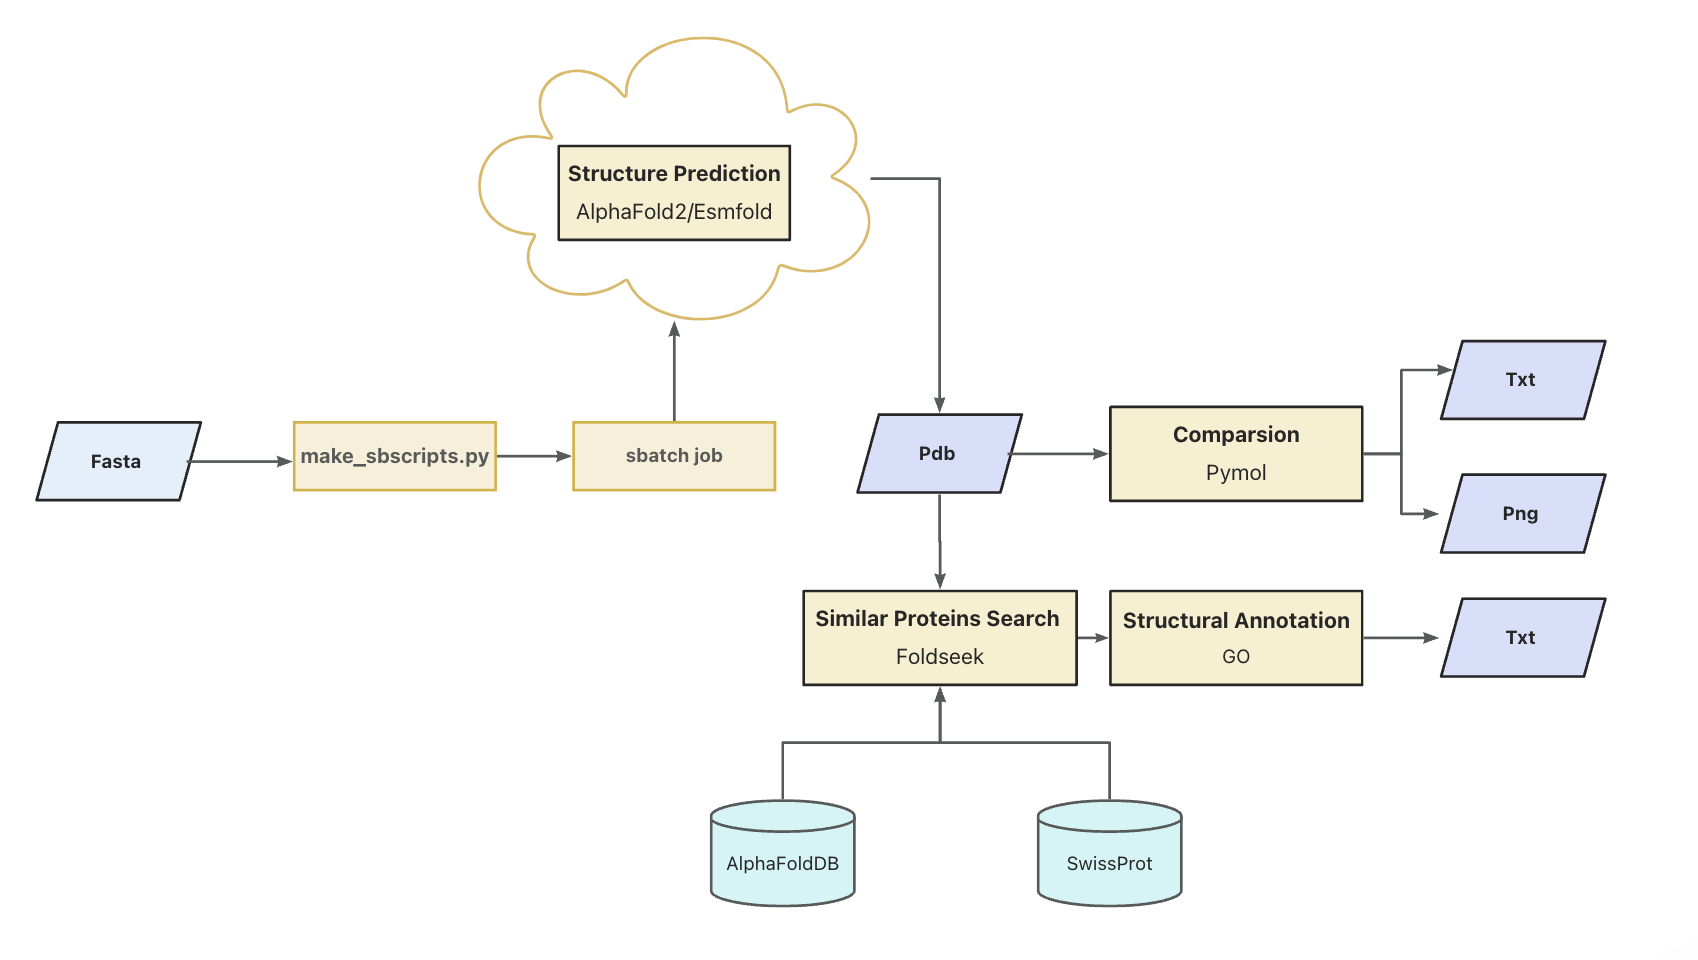 Structure Prediction
AlphaFold2/Esmfold
Fasta
make_sbscripts.py
sbatch job
Pdb
Comparsion
Pymol
Txt
Png
Similar Proteins Search
Foldseek
Structural Annotation
GO
Txt
AlphaFoldDB
SwissProt